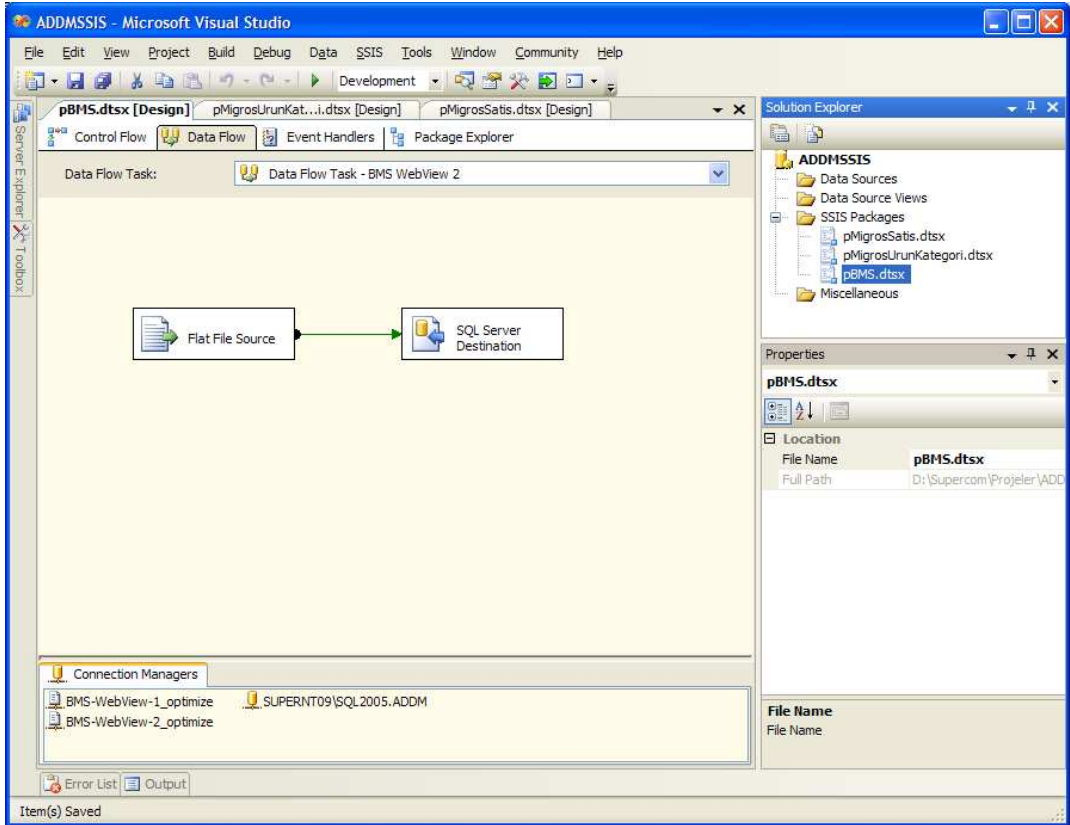 ADDMSSIS - Microsoft Visual Studio
File Edit View Project Build Debug Data SSIS Tools Window Community Help
Development
Server Explorer
Toolbox
pBMS.dtsx [Design] pMigrosUrunKat...i.dtsx [Design] pMigrosSatis.dtsx [Design]
Control Flow Data Flow Event Handlers Package Explorer
Data Flow Task: Data Flow Task - BMS WebView 2
Flat File Source
SQL Server
Destination
Connection Managers
BMS-WebView-1_optimize SUPERNT09\SQL2005.ADDM
BMS-WebView-2_optimize
Error List Output
Item(s) Saved
Solution Explorer
ADDMSSIS
Data Sources
Data Source Views
SSIS Packages
pMigrosSatis.dtsx
pMigrosUrunKategori.dtsx
pBMS.dtsx
Miscellaneous
Properties
pBMS.dtsx
Location
File Name pBMS.dtsx
Full Path D:\Supercom\Projeler\ADD
File Name
File Name